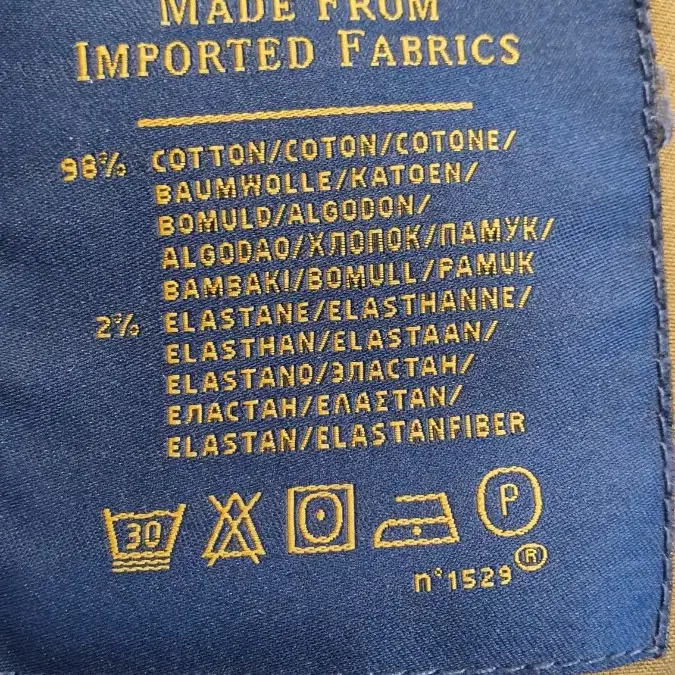 MADE FROM
IMPORTED FABRICS
98% COTTON/COTON/COTONE/
BAUMWOLLE/KATOEN/
BOMULD/ALGODON/
ALGODAO/ХЛОПОК/ПАМУК/
BAMBAKI/BOMULL/PAMUK
2% ELASTANE/ELASTHANNE/
ELASTHAN/ELASTAAN/
ELASTANO/ЭЛАСТАН/
ЕЛАСТАН/ΕΛΑΣΤΑΝ/
ELASTAN/ELASTANFIBER
30 P
n°1529®